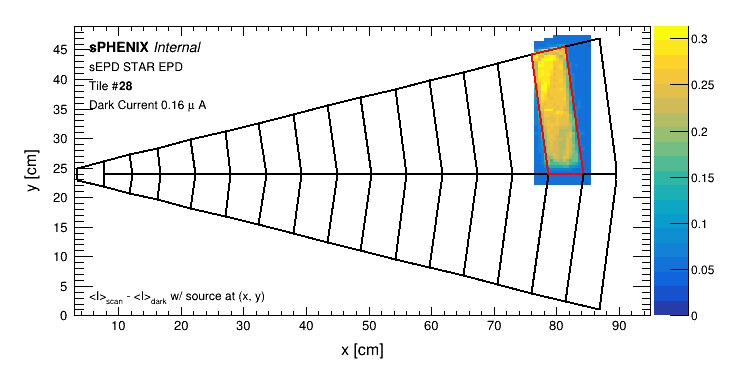 sPHENIX Internal
sEPD STAR EPD
Tile #28
Dark Current 0.16 μ A
<I>scan - <I>dark w/ source at (x, y)
y [cm]
45
40
35
30
25
20
15
10
5
0
10 20 30 40 50 60 70 80 90
x [cm]
0.3
0.25
0.2
0.15
0.1
0.05
0